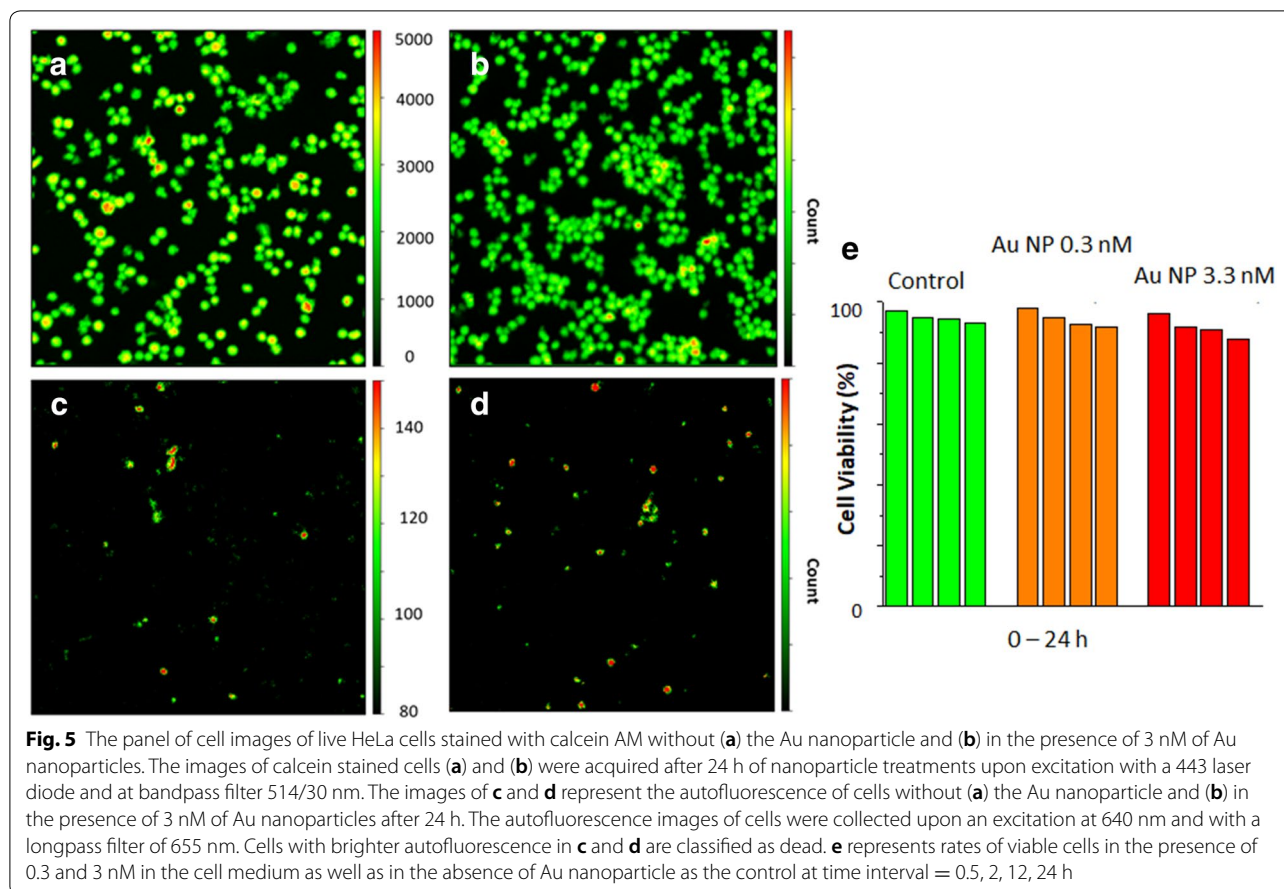 a
5000
4000
3000
2000
1000
0
b
Count
c
140
120
100
80
d
Count
e
Au NP 0.3 nM
Control
Au NP 3.3 nM
100
Cell Viability (%)
0
0 – 24 h
Fig. 5 The panel of cell images of live HeLa cells stained with calcein AM without (a) the Au nanoparticle and (b) in the presence of 3 nM of Au
nanoparticles. The images of calcein stained cells (a) and (b) were acquired after 24 h of nanoparticle treatments upon excitation with a 443 laser
diode and at bandpass filter 514/30 nm. The images of c and d represent the autofluorescence of cells without (a) the Au nanoparticle and (b) in
the presence of 3 nM of Au nanoparticles after 24 h. The autofluorescence images of cells were collected upon an excitation at 640 nm and with a
longpass filter of 655 nm. Cells with brighter autofluorescence in c and d are classified as dead. e represents rates of viable cells in the presence of
0.3 and 3 nM in the cell medium as well as in the absence of Au nanoparticle as the control at time interval = 0.5, 2, 12, 24 h